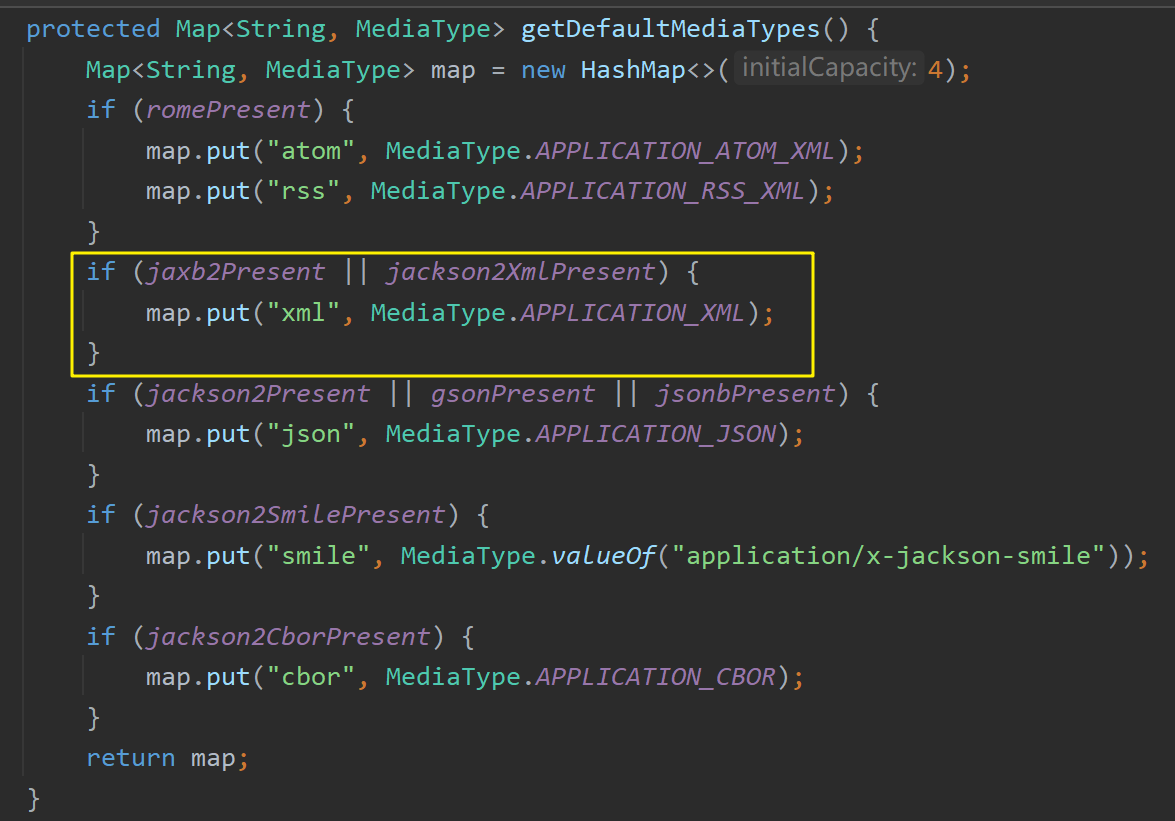 protected Map<String, MediaType> getDefaultMediaTypes() {
    Map<String, MediaType> map = new HashMap<>( initialCapacity: 4);
    if (romePresent) {
        map.put("atom", MediaType.APPLICATION_ATOM_XML);
        map.put("rss", MediaType.APPLICATION_RSS_XML);
    }
    if (jaxb2Present || jackson2XmlPresent) {
        map.put("xml", MediaType.APPLICATION_XML);
    }
    if (jackson2Present || gsonPresent || jsonbPresent) {
        map.put("json", MediaType.APPLICATION_JSON);
    }
    if (jackson2SmilePresent) {
        map.put("smile", MediaType.valueOf("application/x-jackson-smile"));
    }
    if (jackson2CborPresent) {
        map.put("cbor", MediaType.APPLICATION_CBOR);
    }
    return map;
}